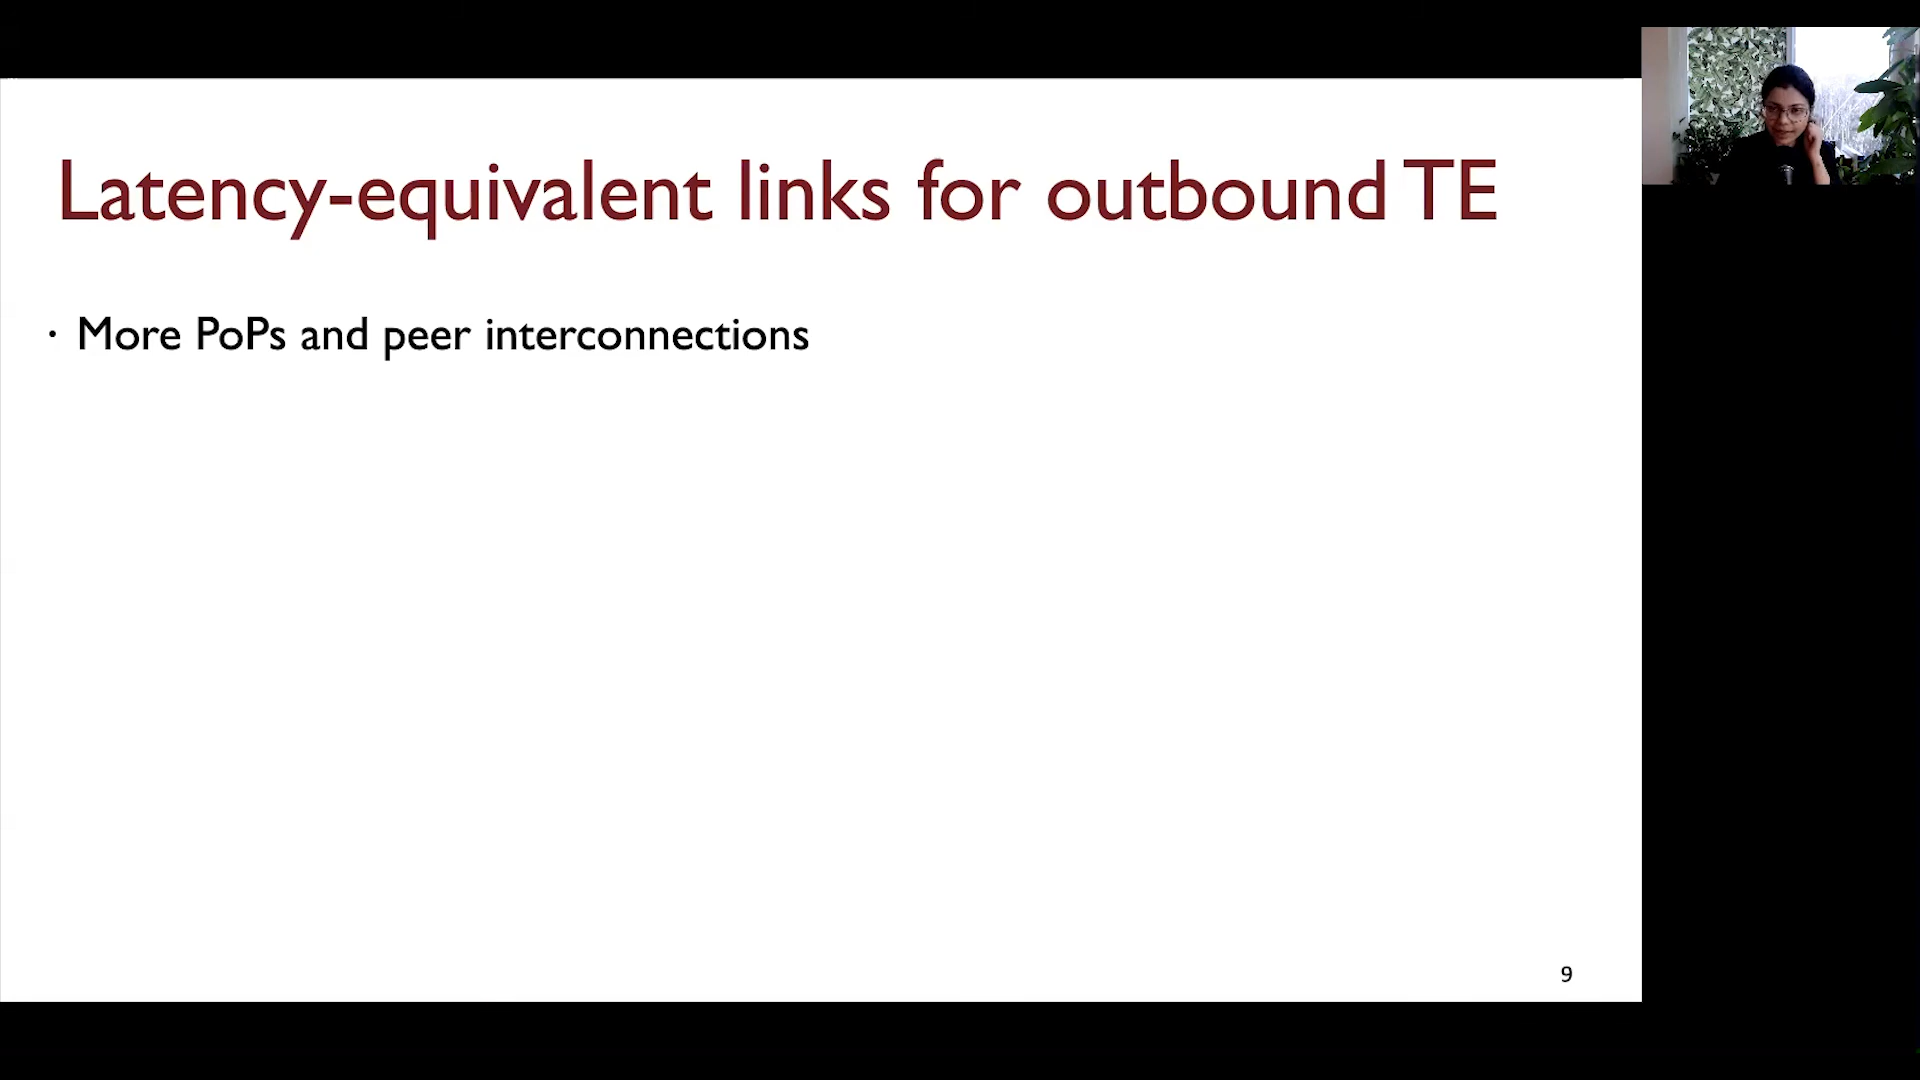 Latency-equivalent links for outbound TE
· More PoPs and peer interconnections
9